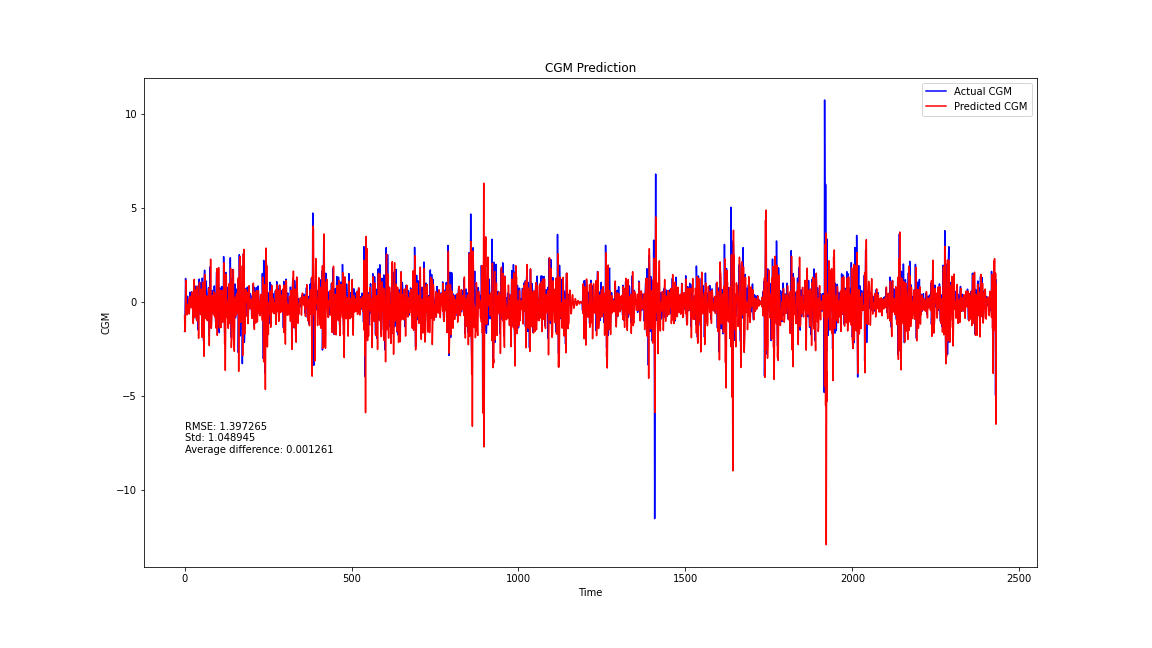 CGM Prediction
Actual CGM
Predicted CGM
10
5
0
−5
−10
CGM
RMSE: 1.397265
Std: 1.048945
Average difference: 0.001261
0
500
1000
1500
2000
2500
Time